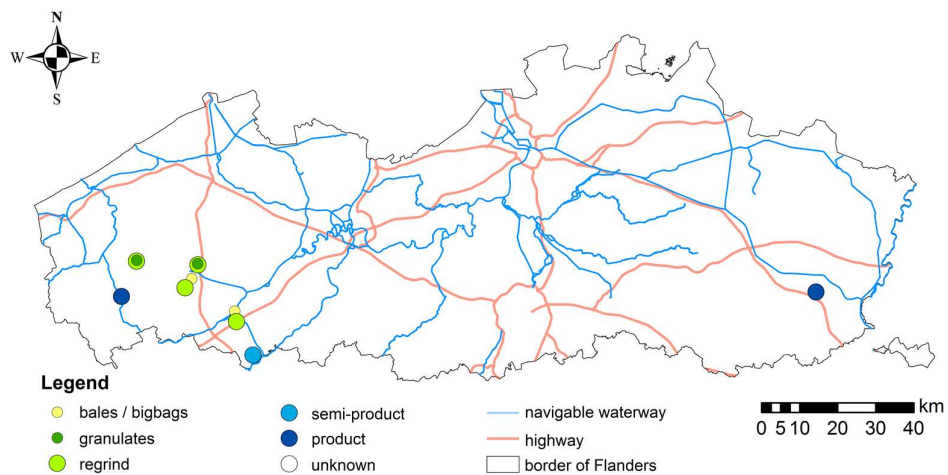 N
W E
S
Legend
bales / bigbags
granulates
regrind
semi-product
product
unknown
navigable waterway
highway
border of Flanders
km
0 5 10 20 30 40